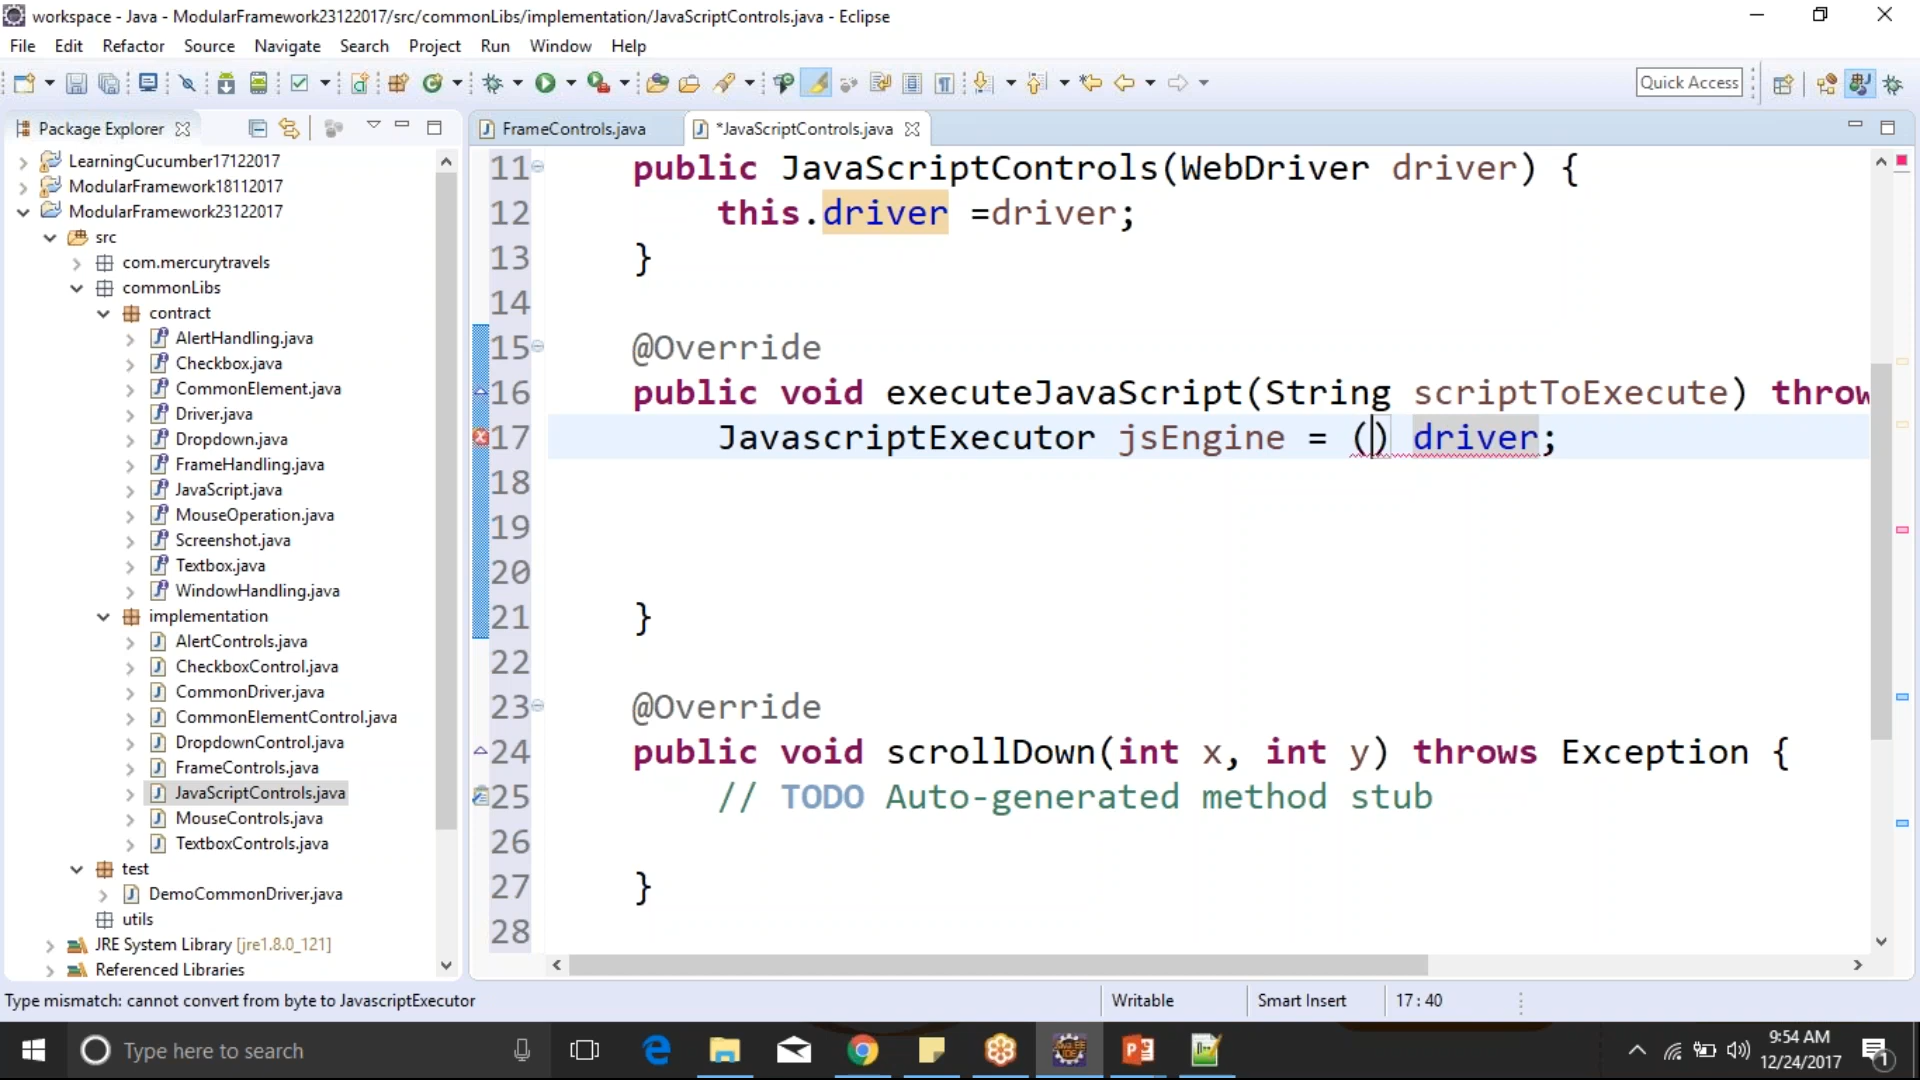 workspace - Java - ModularFramework23122017/src/commonLibs/implementation/JavaScriptControls.java - Eclipse
File Edit Refactor Source Navigate Search Project Run Window Help
Quick Access
Package Explorer
FrameControls.java
*JavaScriptControls.java
LearningCucumber17122017
ModularFramework18112017
ModularFramework23122017
src
com.mercurytravels
commonLibs
contract
AlertHandling.java
Checkbox.java
CommonElement.java
Driver.java
Dropdown.java
FrameHandling.java
JavaScript.java
MouseOperation.java
Screenshot.java
Textbox.java
WindowHandling.java
implementation
AlertControls.java
CheckboxControl.java
CommonDriver.java
CommonElementControl.java
DropdownControl.java
FrameControls.java
JavaScriptControls.java
MouseControls.java
TextboxControls.java
test
DemoCommonDriver.java
utils
JRE System Library [jre1.8.0_121]
Referenced Libraries
11 public JavaScriptControls(WebDriver driver) {
12 this.driver =driver;
13 }
14
15 @Override
16 public void executeJavaScript(String scriptToExecute) throw
17 JavascriptExecutor jsEngine = () driver;
18
19
20
21 }
22
23 @Override
24 public void scrollDown(int x, int y) throws Exception {
25 // TODO Auto-generated method stub
26
27 }
28
Type mismatch: cannot convert from byte to JavascriptExecutor
Writable
Smart Insert
17 : 40
Type here to search
9:54 AM
12/24/2017
1